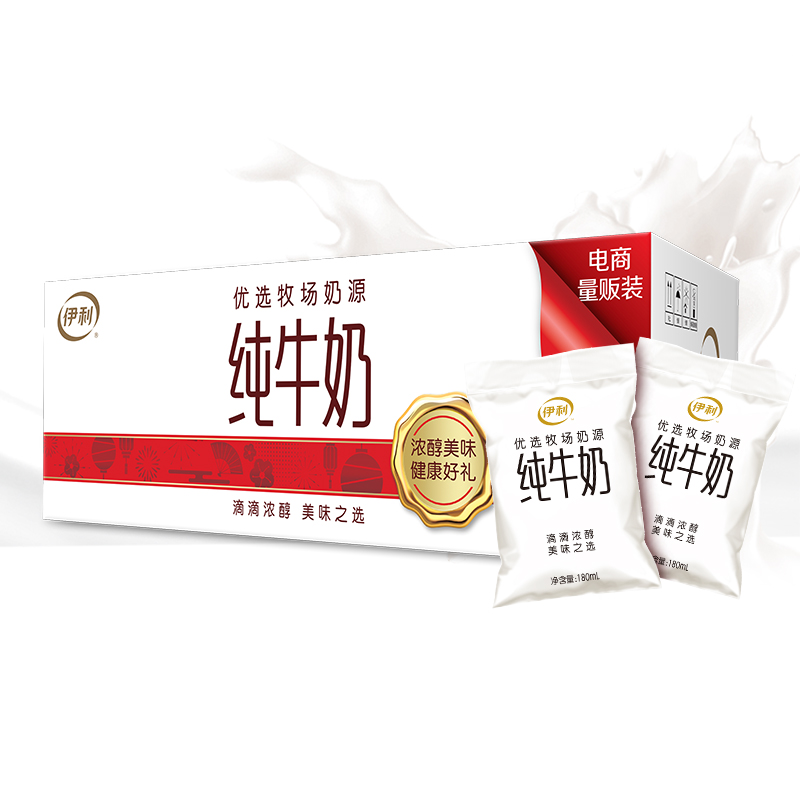 伊利
®
优选牧场奶源
纯牛奶
滴滴浓醇 美味之选
浓醇美味
健康好礼
电商
量贩装
伊利
优选牧场奶源
纯牛奶
滴滴浓醇
美味之选
净含量:180mL
伊利
优选牧场奶源
纯牛奶
滴滴浓醇
美味之选
净含量:180mL